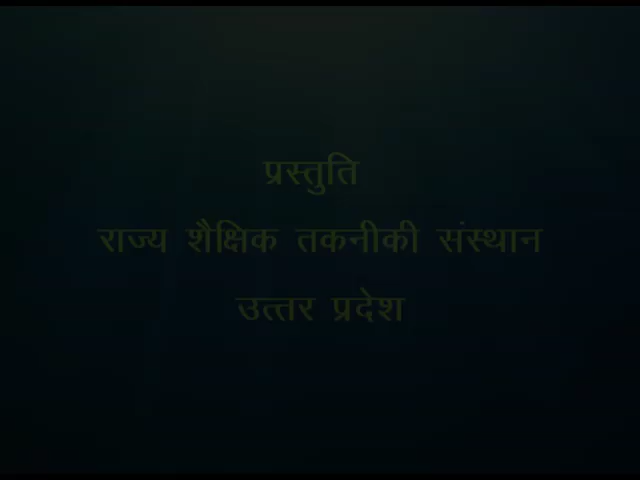 प्रस्तुति
राज्य शैक्षिक तकनीकी संस्थान
उत्तर प्रदेश